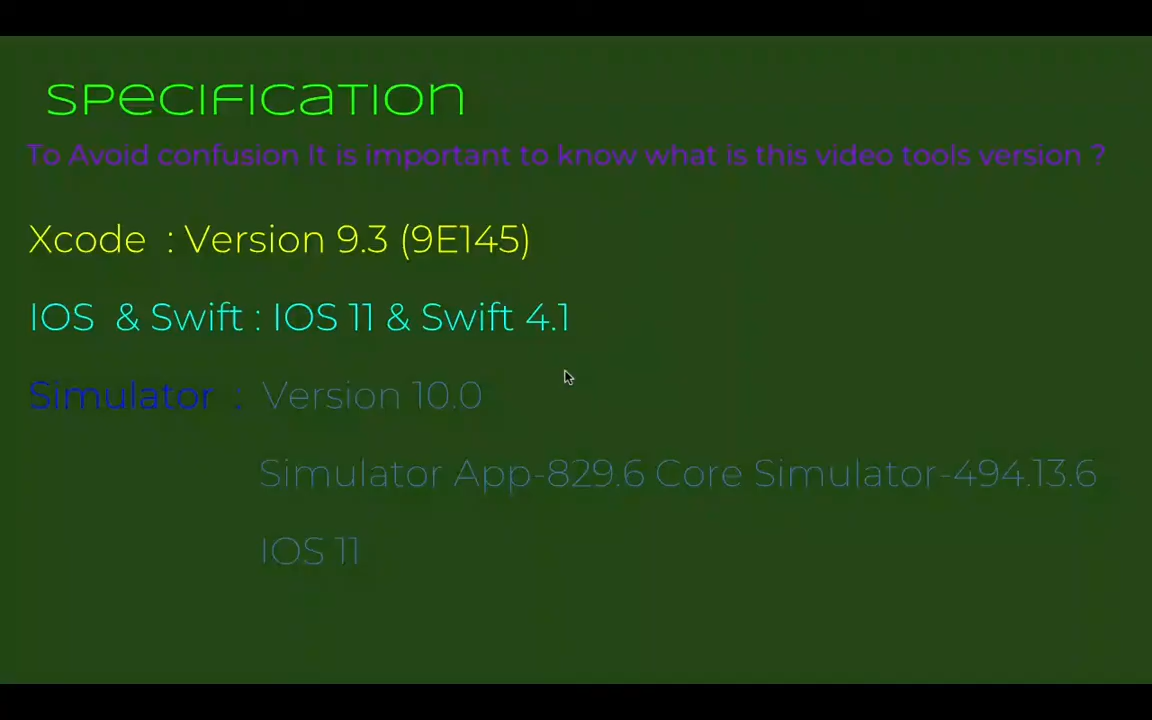 Specification
To Avoid confusion It is important to know what is this video tools version ?
Xcode : Version 9.3 (9E145)
IOS & Swift : IOS 11 & Swift 4.1
Simulator : Version 10.0
Simulator App-829.6 Core Simulator-494.13.6
IOS 11